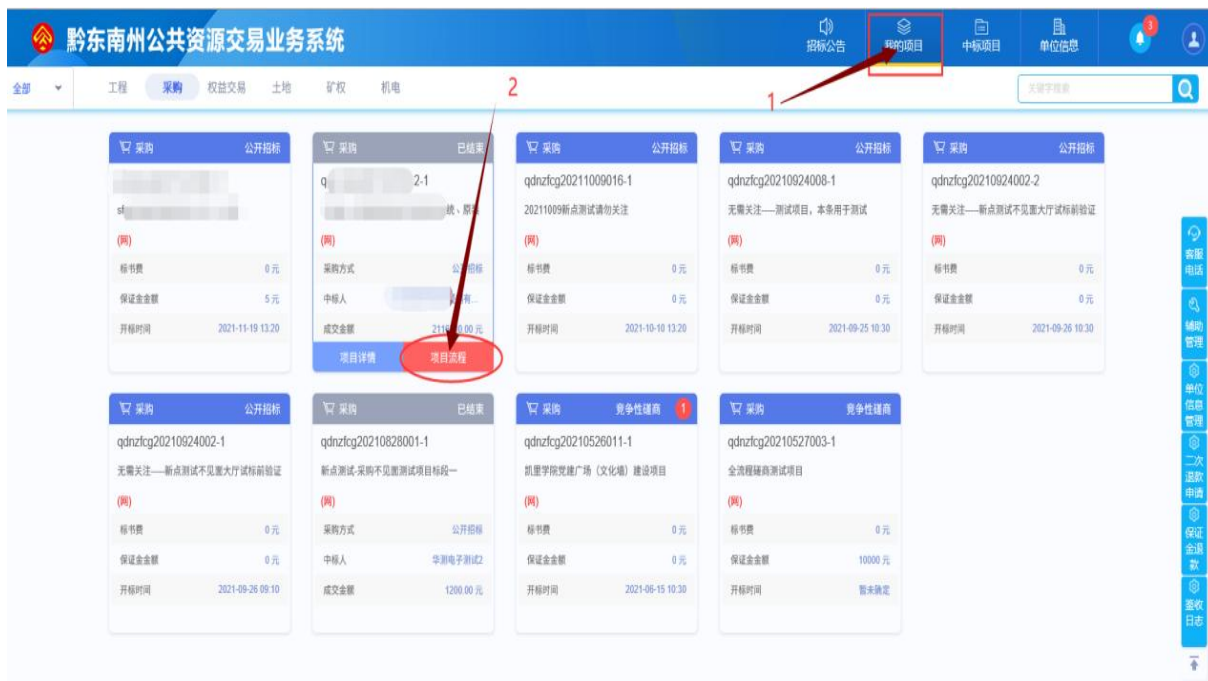 黔东南州公共资源交易业务系统
招标公告 我的项目 中标项目 单位信息 3
全部 工程 采购 权益交易 土地 矿权 机电
关键字搜索
1
2
采购 公开招标
标书费 0 元
保证金金额 5 元
开标时间 2021-11-19 13:20
采购 已结束
2-1
(网)
采购方式 公开招标
中标人
成交金额
项目详情 项目流程
采购 公开招标
qdnzfcg20211009016-1
20211009新点测试请勿关注
(网)
标书费 0 元
保证金金额 0 元
开标时间 2021-10-10 13:20
采购 公开招标
qdnzfcg20210924008-1
无需关注——测试项目,本条用于测试
(网)
标书费 0 元
保证金金额 0 元
开标时间 2021-09-25 10:30
采购 公开招标
qdnzfcg20210924002-2
无需关注——新点测试不见面大厅试标前验证
(网)
标书费 0 元
保证金金额 0 元
开标时间 2021-09-26 10:30
采购 公开招标
qdnzfcg20210924002-1
无需关注——新点测试不见面大厅试标前验证
(网)
标书费 0 元
保证金金额 0 元
开标时间 2021-09-26 09:10
采购 已结束
qdnzfcg20210828001-1
新点测试-采购不见面测试项目标段一
(网)
采购方式 公开招标
中标人 华测电子测试2
成交金额 1200.00 元
采购 竞争性磋商 1
qdnzfcg20210526011-1
凯里学院党建广场(文化墙)建设项目
(网)
标书费 0 元
保证金金额 0 元
开标时间 2021-06-15 10:30
采购 竞争性磋商
qdnzfcg20210527003-1
全流程磋商测试项目
(网)
标书费 0 元
保证金金额 10000 元
开标时间 暂未确定
客服
电话
辅助
管理
单位
信息
管理
二次
退款
申请
保证
金退
款
签收
日志